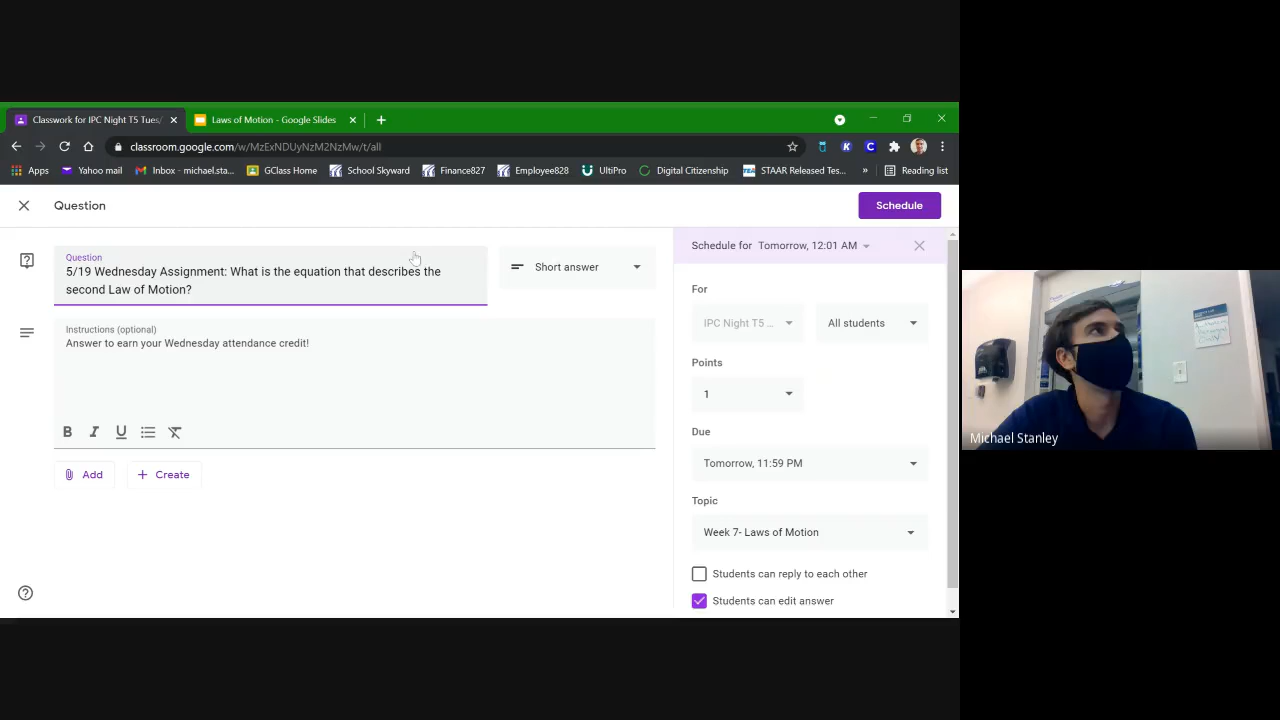 Classwork for IPC Night T5 Tues/
Laws of Motion - Google Slides
classroom.google.com/w/MzExNDUyNzM2NzMw/t/all
Apps
Yahoo mail
Inbox - michael.sta...
GClass Home
School Skyward
Finance827
Employee828
UltiPro
Digital Citizenship
TEA
STAAR Released Tes...
»
Reading list
Question
Schedule
Question
5/19 Wednesday Assignment: What is the equation that describes the
second Law of Motion?
Short answer
Instructions (optional)
Answer to earn your Wednesday attendance credit!
B I U
Add
Create
Schedule for Tomorrow, 12:01 AM
For
IPC Night T5 ...
All students
Points
1
Due
Tomorrow, 11:59 PM
Topic
Week 7- Laws of Motion
Students can reply to each other
Students can edit answer
Michael Stanley